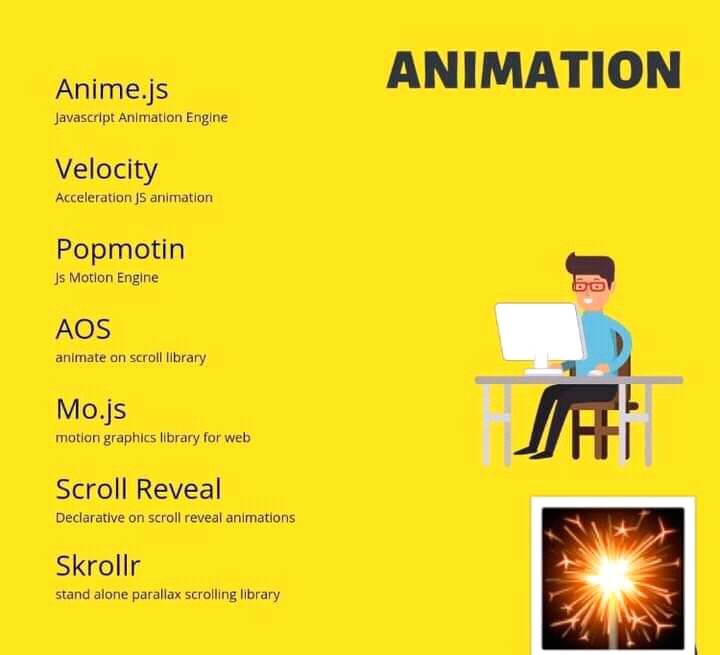 ANIMATION
Anime.js
Javascript Animation Engine
Velocity
Acceleration JS animation
Popmotin
Js Motion Engine
AOS
animate on scroll library
Mo.js
motion graphics library for web
Scroll Reveal
Declarative on scroll reveal animations
Skrollr
stand alone parallax scrolling library